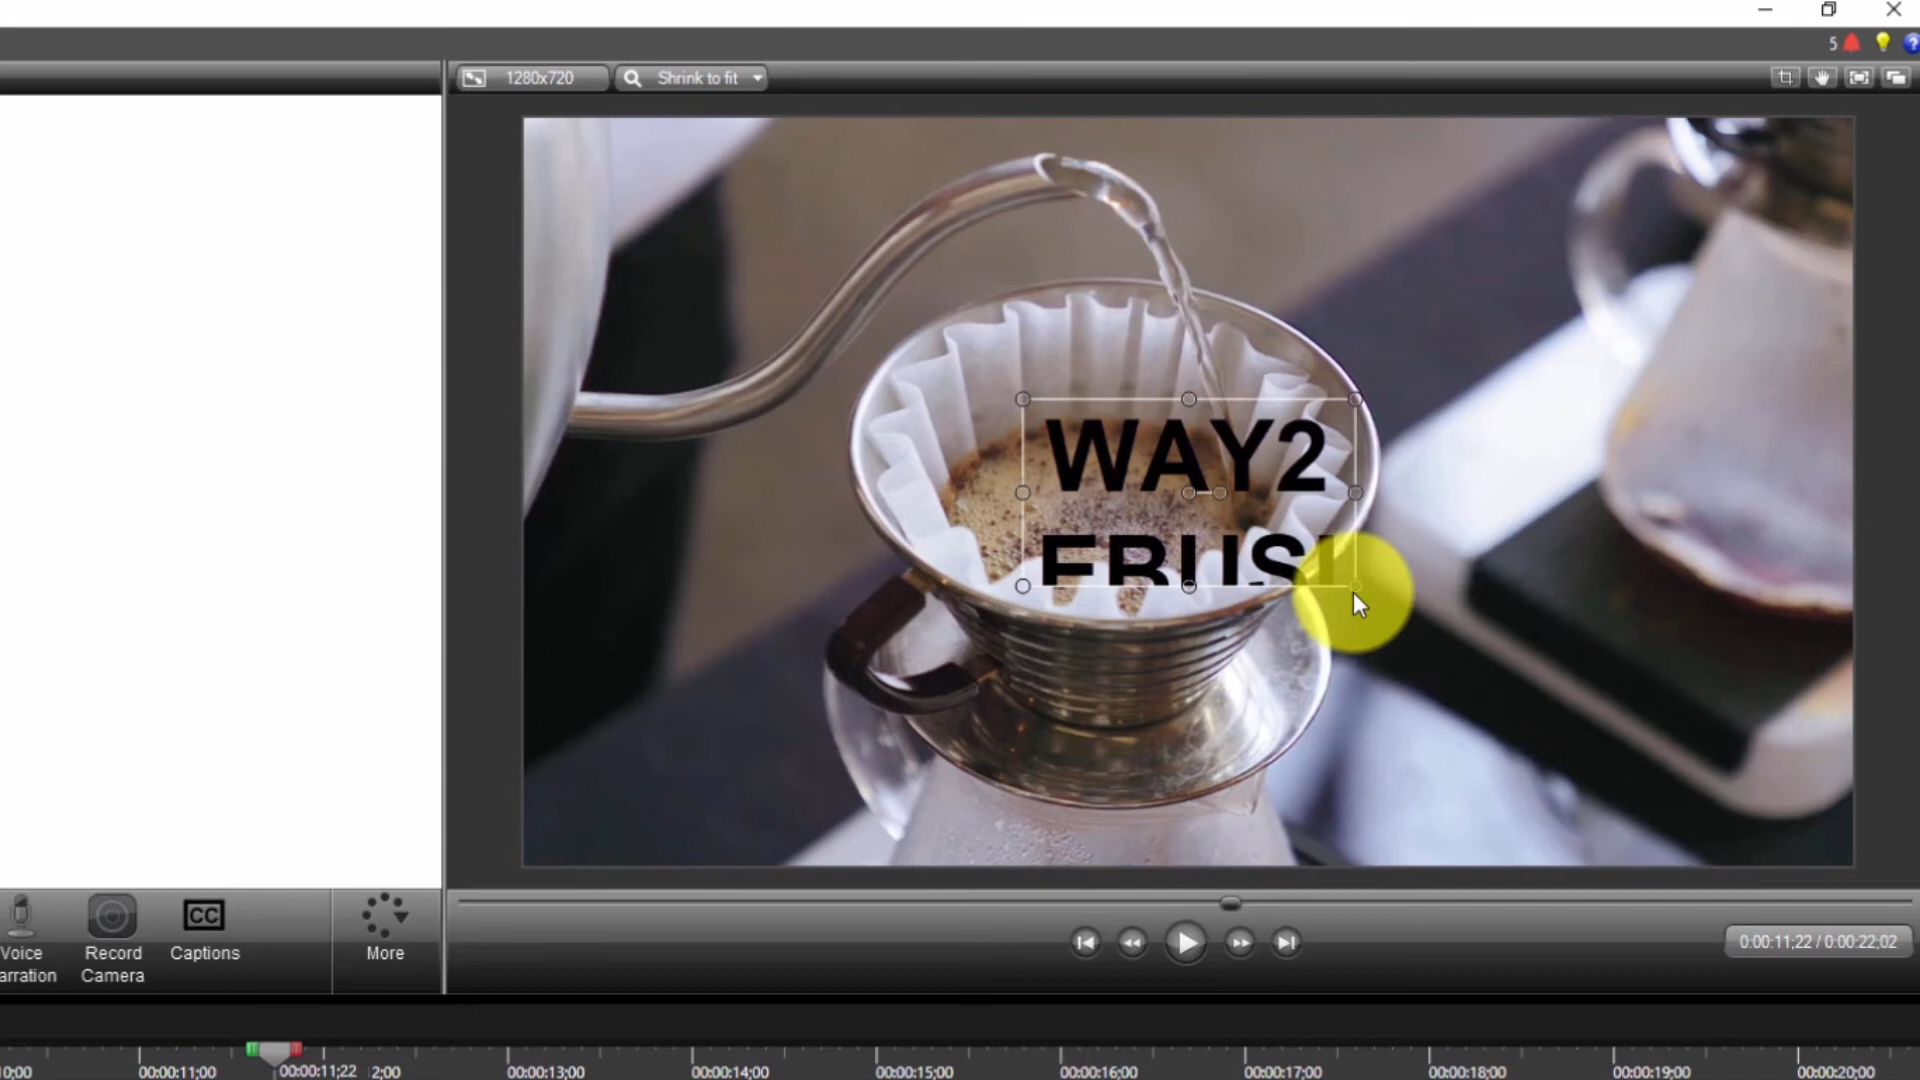 5
1280x720
Shrink to fit
WAY2
Voice
arration
Record
Camera
Captions
CC
More
0:00:11;22 / 0:00:22;02
0;00
00:00:11;00
00:00:11;22
2;00
00:00:13;00
00:00:14;00
00:00:15;00
00:00:16;00
00:00:17;00
00:00:18;00
00:00:19;00
00:00:20;00